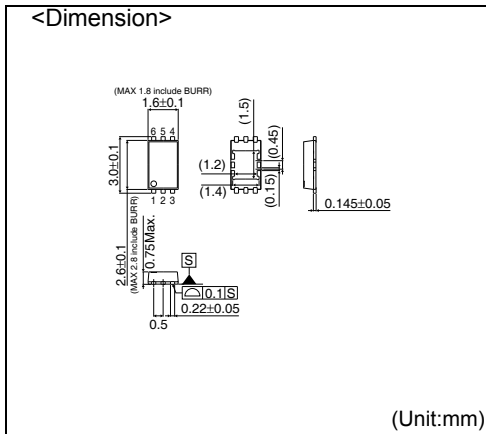 <Dimension>
(MAX 1.8 include BURR)
1.6±0.1
6 5 4
3.0±0.1
1 2 3
2.6±0.1
(MAX 2.8 include BURR)
(1.5)
(0.45)
(1.2)
(1.4)
(0.15)
0.145±0.05
0.75Max.
S
0.1 S
0.22±0.05
0.5
(Unit:mm)